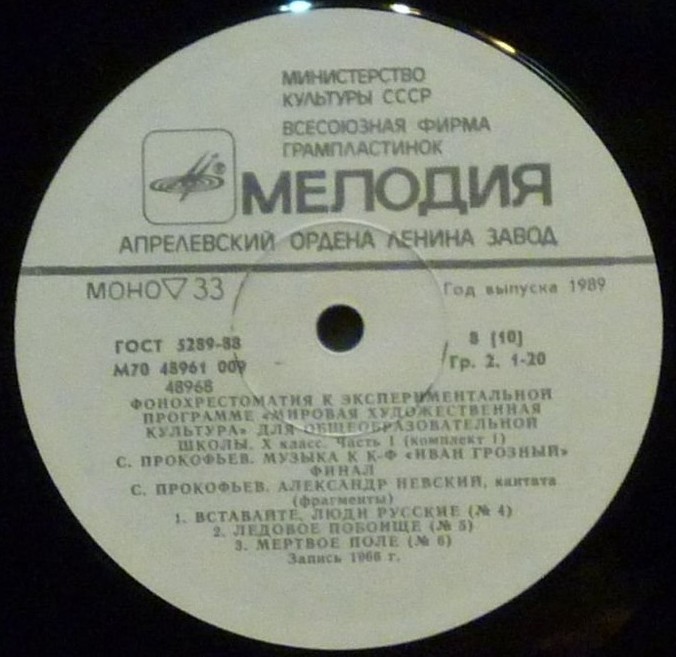 МИНИСТЕРСТВО
КУЛЬТУРЫ СССР
ВСЕСОЮЗНАЯ ФИРМА
ГРАМПЛАСТИНОК
МЕЛОДИЯ
АПРЕЛЕВСКИЙ ОРДЕНА ЛЕНИНА ЗАВОД
МОНО 33 Год выпуска 1989
ГОСТ 5289-88 8 [10]
М70 48961 009 Гр. 2. 1-20
48968
ФОНОХРЕСТОМАТИЯ К ЭКСПЕРИМЕНТАЛЬНОЙ
ПРОГРАММЕ «МИРОВАЯ ХУДОЖЕСТВЕННАЯ
КУЛЬТУРА» ДЛЯ ОБЩЕОБРАЗОВАТЕЛЬНОЙ
ШКОЛЫ. X класс. Часть 1 (комплект 1)
С. ПРОКОФЬЕВ. МУЗЫКА К К-Ф «ИВАН ГРОЗНЫЙ»
ФИНАЛ
С. ПРОКОФЬЕВ. АЛЕКСАНДР НЕВСКИЙ, кантата
(фрагменты)
1. ВСТАВАЙТЕ, ЛЮДИ РУССКИЕ (№ 4)
2. ЛЕДОВОЕ ПОБОИЩЕ (№ 5)
3. МЕРТВОЕ ПОЛЕ (№ 6)
Запись 1966 г.